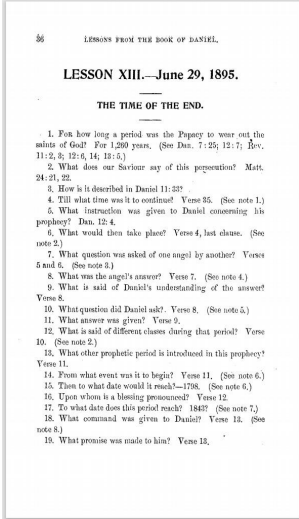 36 LESSONS FROM THE BOOK OF DANIEL.
LESSON XIII.—June 29, 1895.
THE TIME OF THE END.
1. For how long a period was the Papacy to wear out the
saints of God? For 1,260 years. (See Dan. 7:25; 12:7; Rev.
11:2, 3; 12:6, 14; 13:5.)
2. What does our Saviour say of this persecution? Matt.
24:21, 22.
3. How is it described in Daniel 11:33?
4. Till what time was it to continue? Verse 35. (See note 1.)
5. What instruction was given to Daniel concerning his
prophecy? Dan. 12:4.
6. What would then take place? Verse 4, last clause. (See
note 2.)
7. What question was asked of one angel by another? Verses
5 and 6. (See note 3.)
8. What was the angel's answer? Verse 7. (See note 4.)
9. What is said of Daniel's understanding of the answer?
Verse 8.
10. What question did Daniel ask? Verse 8. (See note 5.)
11. What answer was given? Verse 9.
12. What is said of different classes during that period? Verse
10. (See note 2.)
13. What other prophetic period is introduced in this prophecy?
Verse 11.
14. From what event was it to begin? Verse 11. (See note 6.)
15. Then to what date would it reach?—1798. (See note 6.)
16. Upon whom is a blessing pronounced? Verse 12.
17. To what date does this period reach? 1843? (See note 7.)
18. What command was given to Daniel? Verse 13. (See
note 8.)
19. What promise was made to him? Verse 13.